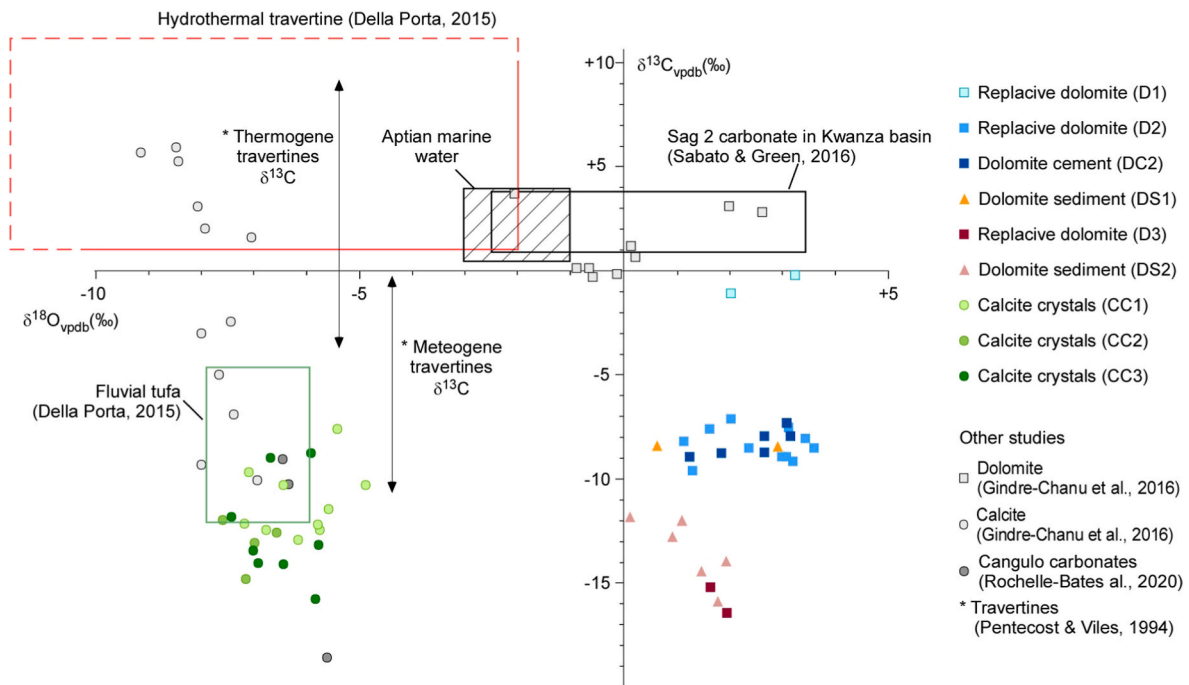 Hydrothermal travertine (Della Porta, 2015)
+10
δ13Cvpdb(‰)
* Thermogene
travertines
δ13C
Aptian marine
water
Sag 2 carbonate in Kwanza basin
(Sabato & Green, 2016)
+5
-10
-5
+5
δ18Ovpdb(‰)
* Meteogene
travertines
δ13C
Fluvial tufa
(Della Porta, 2015)
-5
-10
-15
Replacive dolomite (D1)
Replacive dolomite (D2)
Dolomite cement (DC2)
Dolomite sediment (DS1)
Replacive dolomite (D3)
Dolomite sediment (DS2)
Calcite crystals (CC1)
Calcite crystals (CC2)
Calcite crystals (CC3)
Other studies
Dolomite
(Gindre-Chanu et al., 2016)
Calcite
(Gindre-Chanu et al., 2016)
Cangulo carbonates
(Rochelle-Bates al., 2020)
* Travertines
(Pentecost & Viles, 1994)